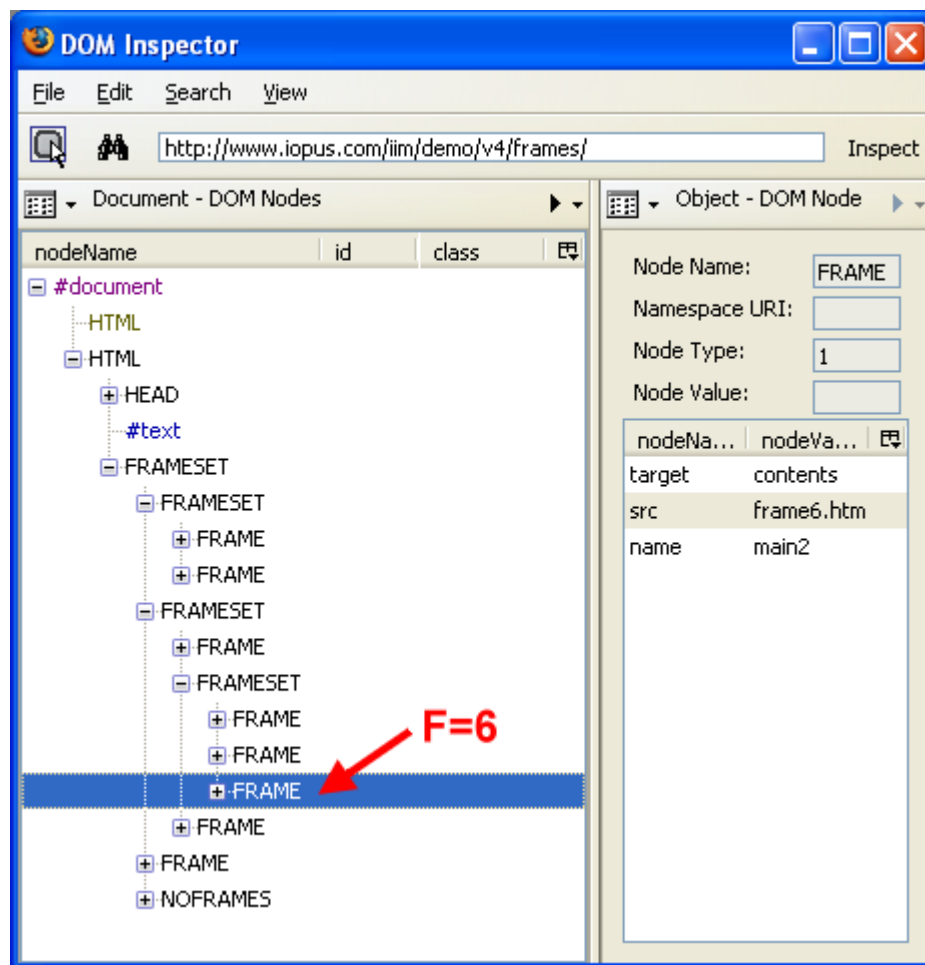 DOM Inspector
File Edit Search View
http://www.iopus.com/iim/demo/v4/frames/ Inspect
Document - DOM Nodes
nodeName id class
#document
HTML
HTML
HEAD
#text
FRAMESET
FRAMESET
FRAME
FRAME
FRAMESET
FRAME
FRAMESET
FRAME
FRAME
FRAME
FRAME
FRAME
NOFRAMES
F=6
Object - DOM Node
Node Name: FRAME
Namespace URI:
Node Type: 1
Node Value:
nodeNa... nodeVa...
target contents
src frame6.htm
name main2